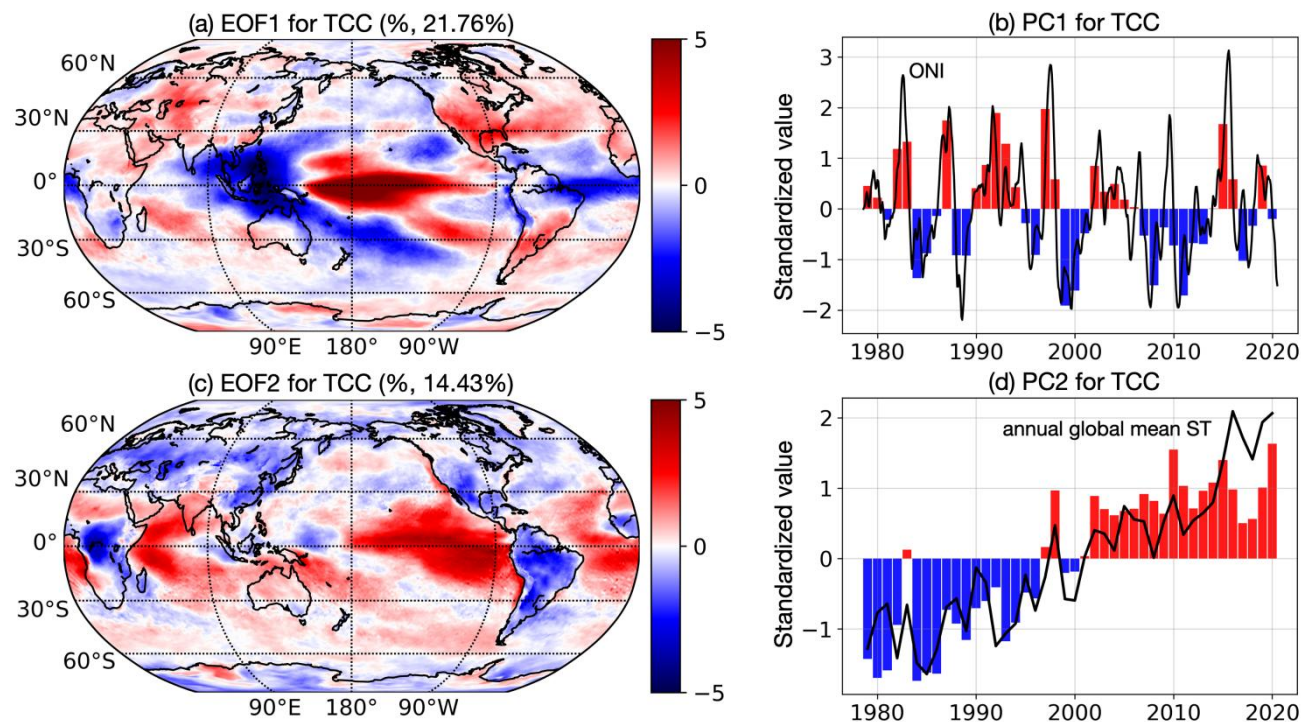 (a) EOF1 for TCC (%, 21.76%)
60°N
30°N
0°
30°S
60°S
90°E 180° 90°W
5
0
−5
(b) PC1 for TCC
ONI
Standardized value
3
2
1
0
−1
−2
1980 1990 2000 2010 2020
(c) EOF2 for TCC (%, 14.43%)
60°N
30°N
0°
30°S
60°S
90°E 180° 90°W
5
0
−5
(d) PC2 for TCC
annual global mean ST
Standardized value
2
1
0
−1
1980 1990 2000 2010 2020